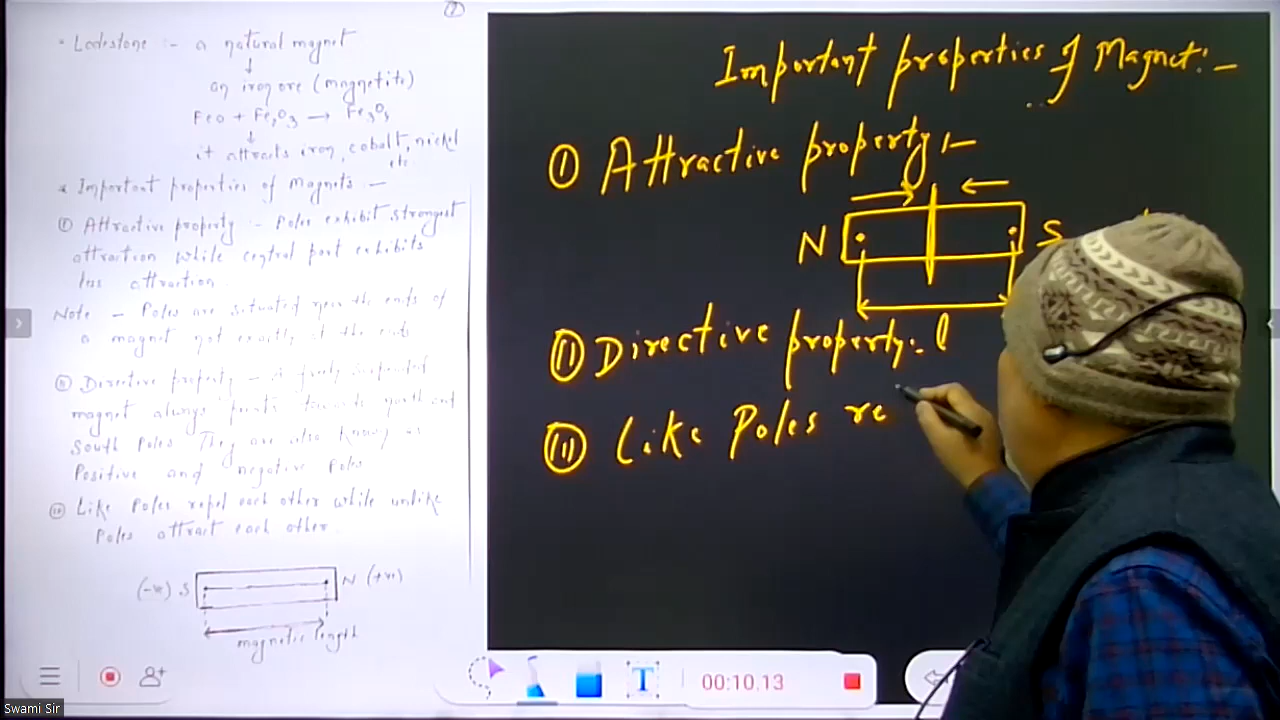 (2)
* Lodestone :- a natural magnet
↓
an iron ore (magnetite)
FeO + Fe2O3 → Fe3O4
↓
it attracts iron, cobalt, nickel
etc.
* Important properties of Magnets :-
(i) Attractive property :- Poles exhibit strongest
attraction while central part exhibits
less attraction.
Note - Poles are situated near the ends of
a magnet not exactly at the ends
(ii) Directive property - A freely suspended
magnet always points towards north and
South Poles. They are also known as
Positive and negative Poles
(iii) Like Poles repel each other while unlike
Poles attract each other.
(-ve) S N (+ve)
magnetic length
Swami Sir
Important properties of Magnet :-
(I) Attractive property :-
N S
(II) Directive property :- l
(III) Like Poles re
T 00:10.13